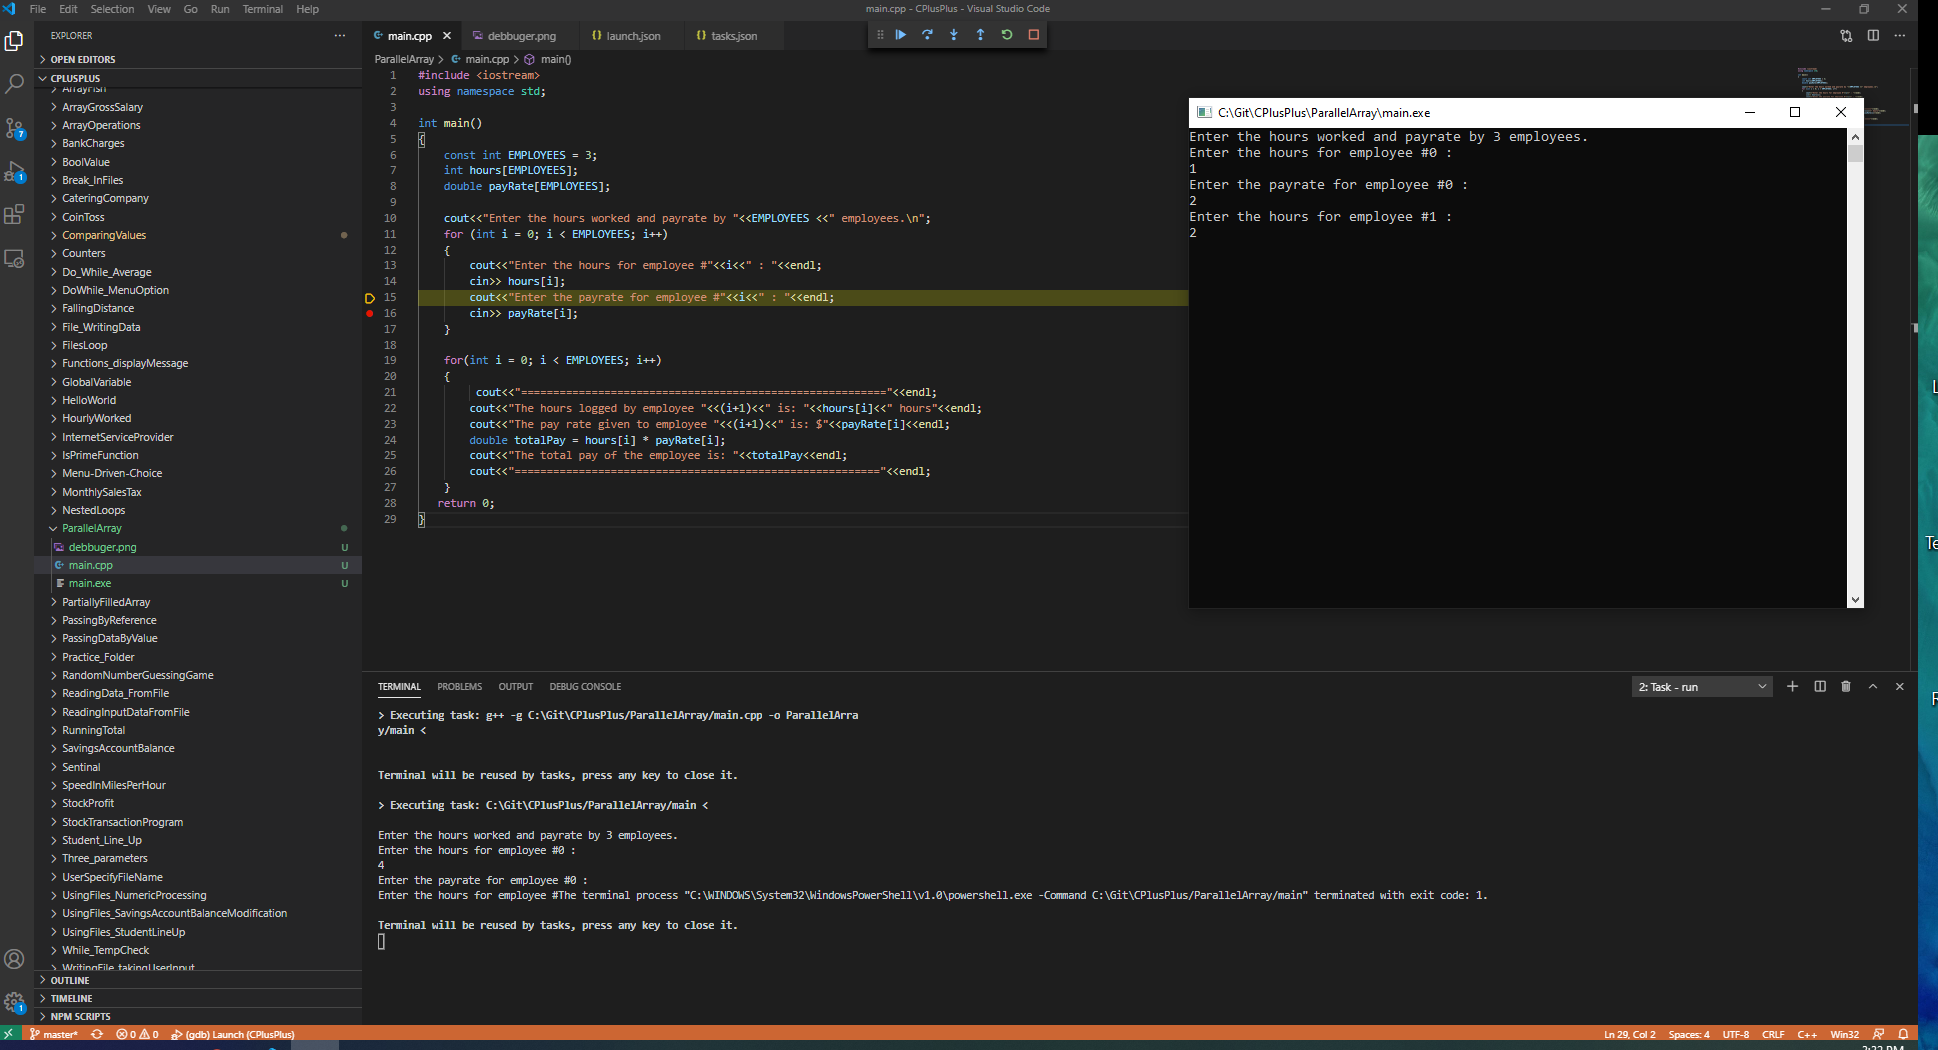 File Edit Selection View Go Run Terminal Help
main.cpp - CPlusPlus - Visual Studio Code
EXPLORER
OPEN EDITORS
CPLUSPLUS
ArrayFish
ArrayGrossSalary
ArrayOperations
BankCharges
BoolValue
Break_InFiles
CateringCompany
CoinToss
ComparingValues
Counters
Do_While_Average
DoWhile_MenuOption
FallingDistance
File_WritingData
FilesLoop
Functions_displayMessage
GlobalVariable
HelloWorld
HourlyWorked
InternetServiceProvider
IsPrimeFunction
Menu-Driven-Choice
MonthlySalesTax
NestedLoops
ParallelArray
debbuger.png U
main.cpp U
main.exe U
PartiallyFilledArray
PassingByReference
PassingDataByValue
Practice_Folder
RandomNumberGuessingGame
ReadingData_FromFile
ReadingInputDataFromFile
RunningTotal
SavingsAccountBalance
Sentinal
SpeedInMilesPerHour
StockProfit
StockTransactionProgram
Student_Line_Up
Three_parameters
UserSpecifyFileName
UsingFiles_NumericProcessing
UsingFiles_SavingsAccountBalanceModification
UsingFiles_StudentLineUp
While_TempCheck
WritingFile_takingUserInput
OUTLINE
TIMELINE
NPM SCRIPTS
7
1
1
main.cpp debbuger.png launch.json tasks.json
ParallelArray > main.cpp > main()
1 #include <iostream>
2 using namespace std;
3
4 int main()
5 {
6 const int EMPLOYEES = 3;
7 int hours[EMPLOYEES];
8 double payRate[EMPLOYEES];
9
10 cout<<"Enter the hours worked and payrate by "<<EMPLOYEES <<" employees.\n";
11 for (int i = 0; i < EMPLOYEES; i++)
12 {
13 cout<<"Enter the hours for employee #"<<i<<" : "<<endl;
14 cin>> hours[i];
15 cout<<"Enter the payrate for employee #"<<i<<" : "<<endl;
16 cin>> payRate[i];
17 }
18
19 for(int i = 0; i < EMPLOYEES; i++)
20 {
21 cout<<"========================================================="<<endl;
22 cout<<"The hours logged by employee "<<(i+1)<<" is: "<<hours[i]<<" hours"<<endl;
23 cout<<"The pay rate given to employee "<<(i+1)<<" is: $"<<payRate[i]<<endl;
24 double totalPay = hours[i] * payRate[i];
25 cout<<"The total pay of the employee is: "<<totalPay<<endl;
26 cout<<"========================================================="<<endl;
27 }
28 return 0;
29 }
C:\Git\CPlusPlus\ParallelArray\main.exe
Enter the hours worked and payrate by 3 employees.
Enter the hours for employee #0 :
1
Enter the payrate for employee #0 :
2
Enter the hours for employee #1 :
2
TERMINAL PROBLEMS OUTPUT DEBUG CONSOLE
2: Task - run
> Executing task: g++ -g C:\Git\CPlusPlus/ParallelArray/main.cpp -o ParallelArra
y/main <
Terminal will be reused by tasks, press any key to close it.
> Executing task: C:\Git\CPlusPlus/ParallelArray/main <
Enter the hours worked and payrate by 3 employees.
Enter the hours for employee #0 :
4
Enter the payrate for employee #0 :
Enter the hours for employee #The terminal process "C:\WINDOWS\System32\WindowsPowerShell\v1.0\powershell.exe -Command C:\Git\CPlusPlus/ParallelArray/main" terminated with exit code: 1.
Terminal will be reused by tasks, press any key to close it.
master* 0 0 (gdb) Launch (CPlusPlus)
Ln 29, Col 2 Spaces: 4 UTF-8 CRLF C++ Win32